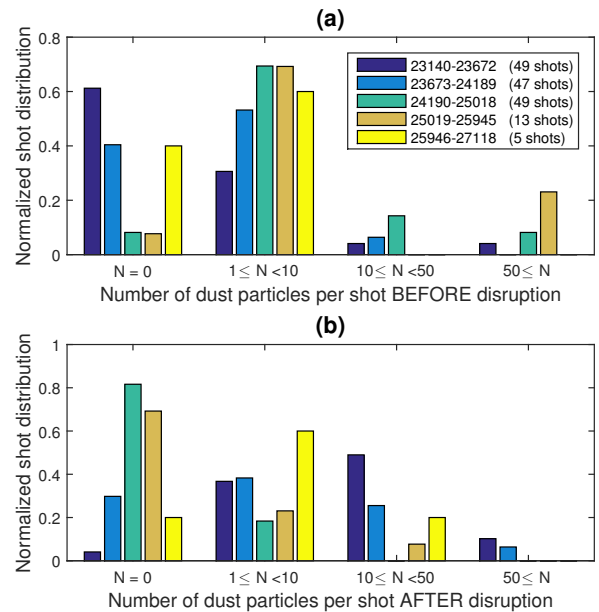 (a)
Normalized shot distribution
0.8
0.6
0.4
0.2
0
23140-23672 (49 shots)
23673-24189 (47 shots)
24190-25018 (49 shots)
25019-25945 (13 shots)
25946-27118 (5 shots)
N = 0 1 ≤ N <10 10 ≤ N <50 50 ≤ N
Number of dust particles per shot BEFORE disruption
(b)
Normalized shot distribution
1
0.8
0.6
0.4
0.2
0
N = 0 1 ≤ N <10 10 ≤ N <50 50 ≤ N
Number of dust particles per shot AFTER disruption